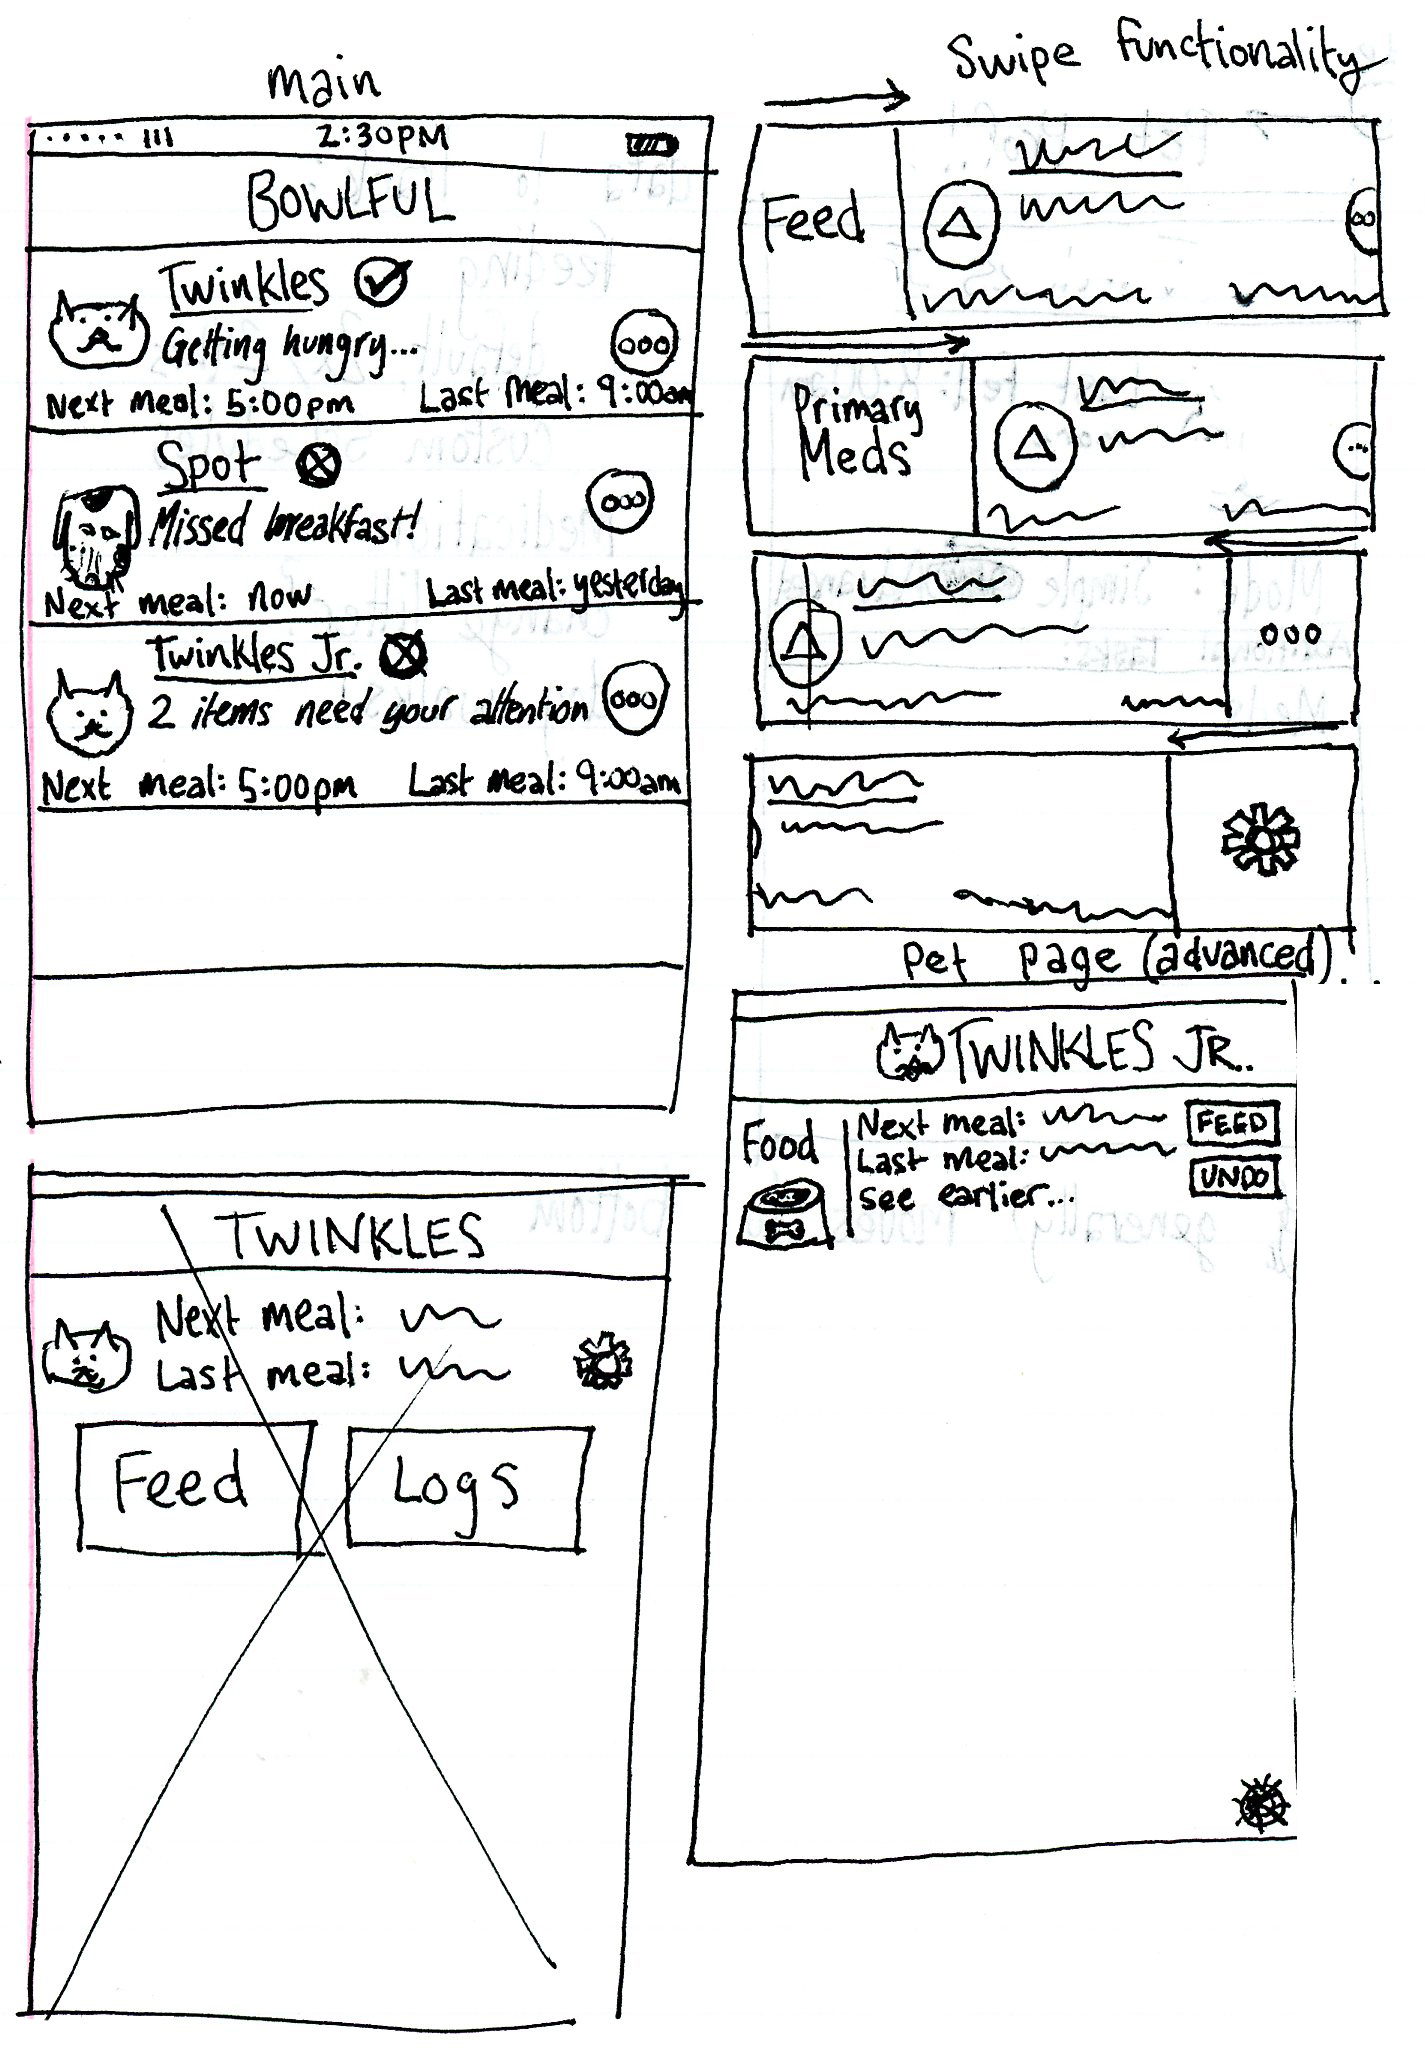 main
2:30PM
BOWLFUL
Twinkles
Getting hungry...
Next meal: 5:00pm Last meal: 9:00am
Spot
Missed breakfast!
Next meal: now Last meal: yesterday
Twinkles Jr.
2 items need your attention
Next meal: 5:00pm Last meal: 9:00am
Swipe functionality
Feed
Primary
Meds
Pet page (advanced)
TWINKLES JR..
Food
Next meal:
FEED
Last meal:
UNDO
see earlier...
TWINKLES
Next meal:
Last meal:
Feed
Logs